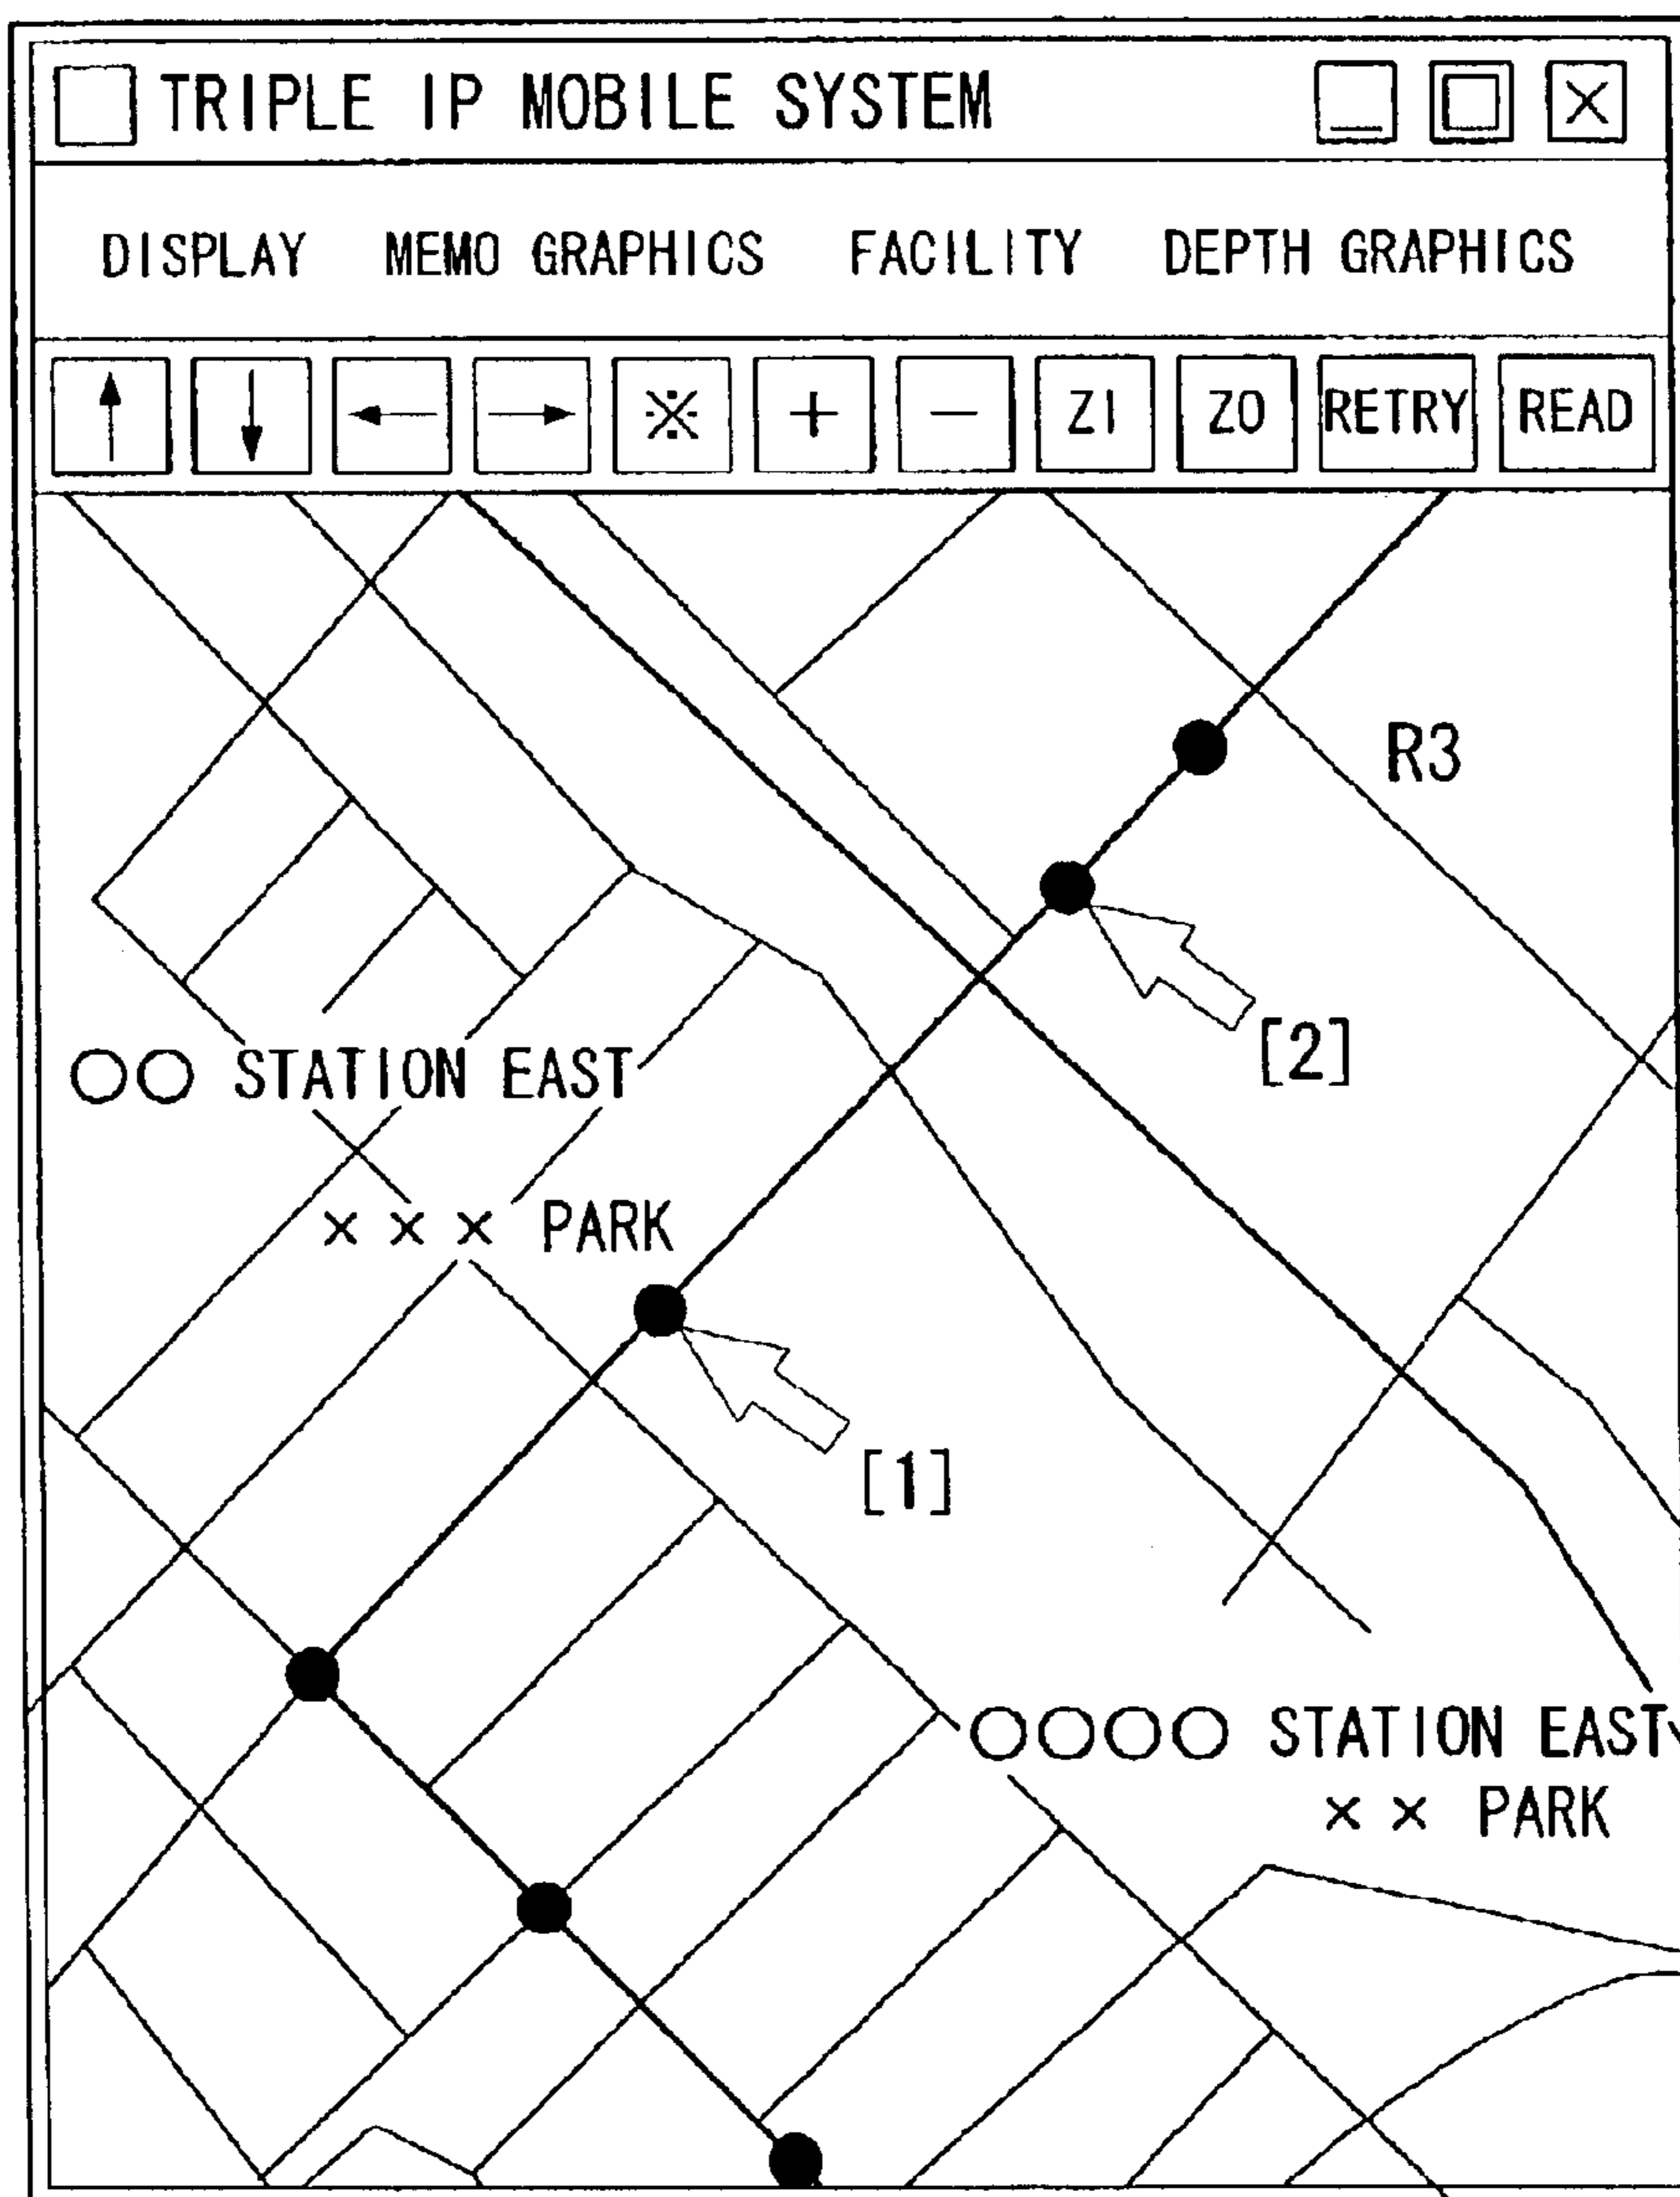 TRIPLE IP MOBILE SYSTEM
DISPLAY MEMO GRAPHICS FACILITY DEPTH GRAPHICS
↑ ↓ ← → ※ + − ZI ZO RETRY READ
R3
[2]
○○ STATION EAST
××× PARK
[1]
○○○○ STATION EAST
×× PARK